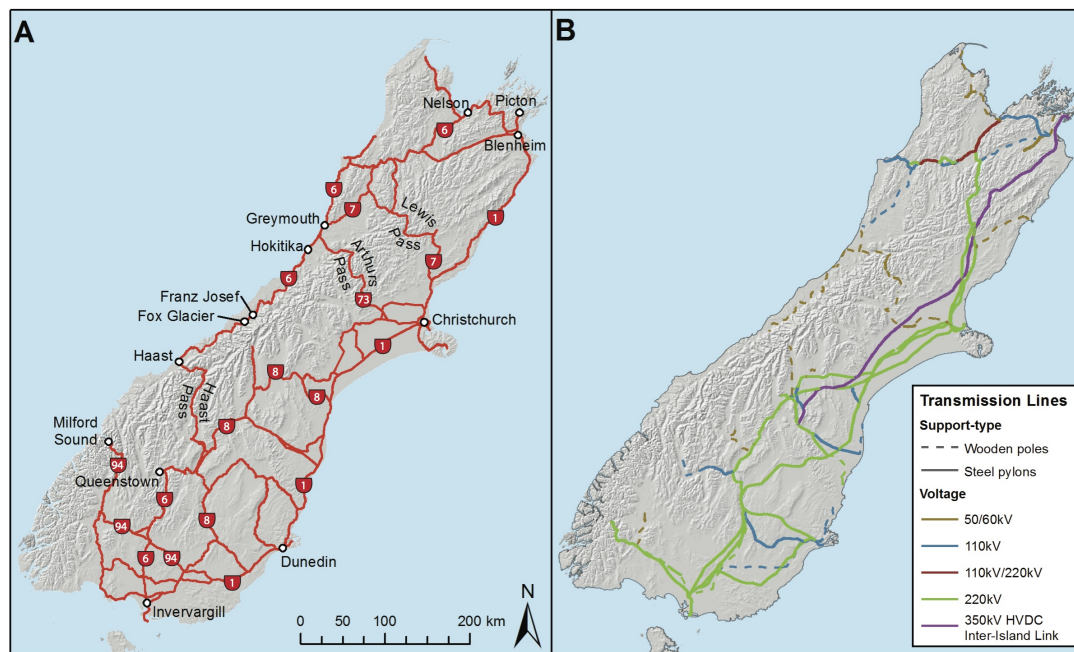 A
Nelson
Picton
6
Blenheim
6
7
Lewis
Pass
1
Greymouth
Hokitika
Arthurs
Pass
7
6
73
Franz Josef
Fox Glacier
Christchurch
1
Haast
8
8
Haast
Pass
8
Milford
Sound
94
Queenstown
6
1
8
94
6
94
Dunedin
1
Invervargill
N
0 50 100 200 km
B
Transmission Lines
Support-type
Wooden poles
Steel pylons
Voltage
50/60kV
110kV
110kV/220kV
220kV
350kV HVDC
Inter-Island Link